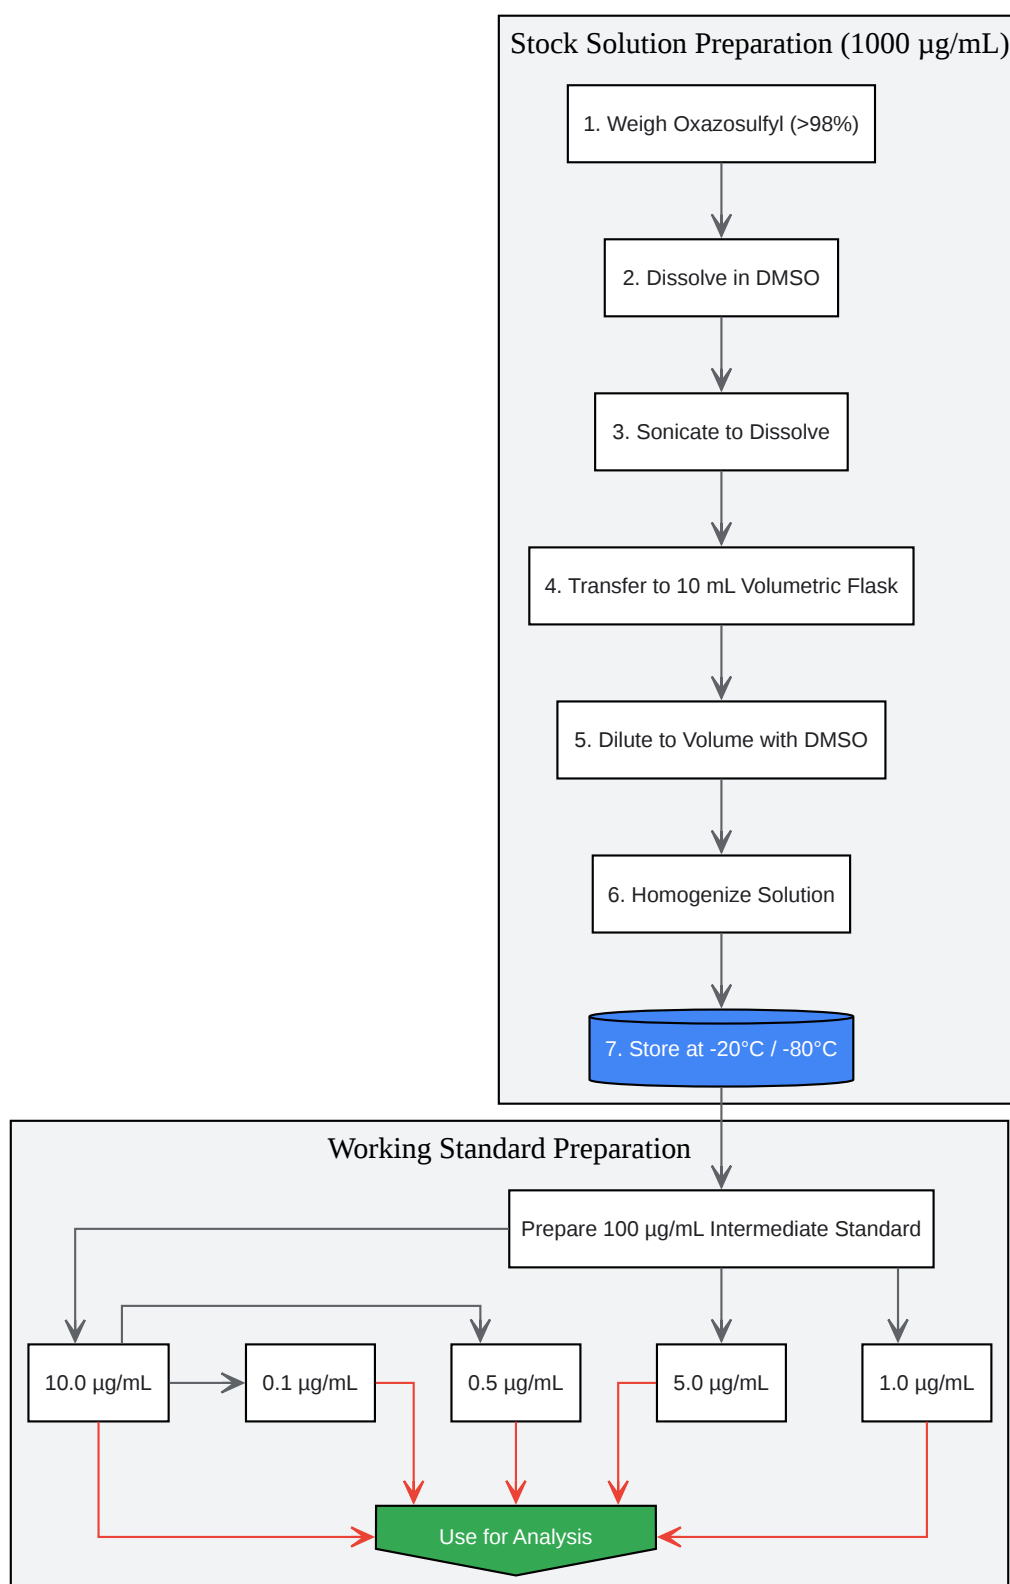 Stock Solution Preparation (1000 µg/mL)
1. Weigh Oxazosulfyl (>98%)
2. Dissolve in DMSO
3. Sonicate to Dissolve
4. Transfer to 10 mL Volumetric Flask
5. Dilute to Volume with DMSO
6. Homogenize Solution
7. Store at -20°C / -80°C
Working Standard Preparation
Prepare 100 µg/mL Intermediate Standard
10.0 µg/mL
0.1 µg/mL
0.5 µg/mL
5.0 µg/mL
1.0 µg/mL
Use for Analysis